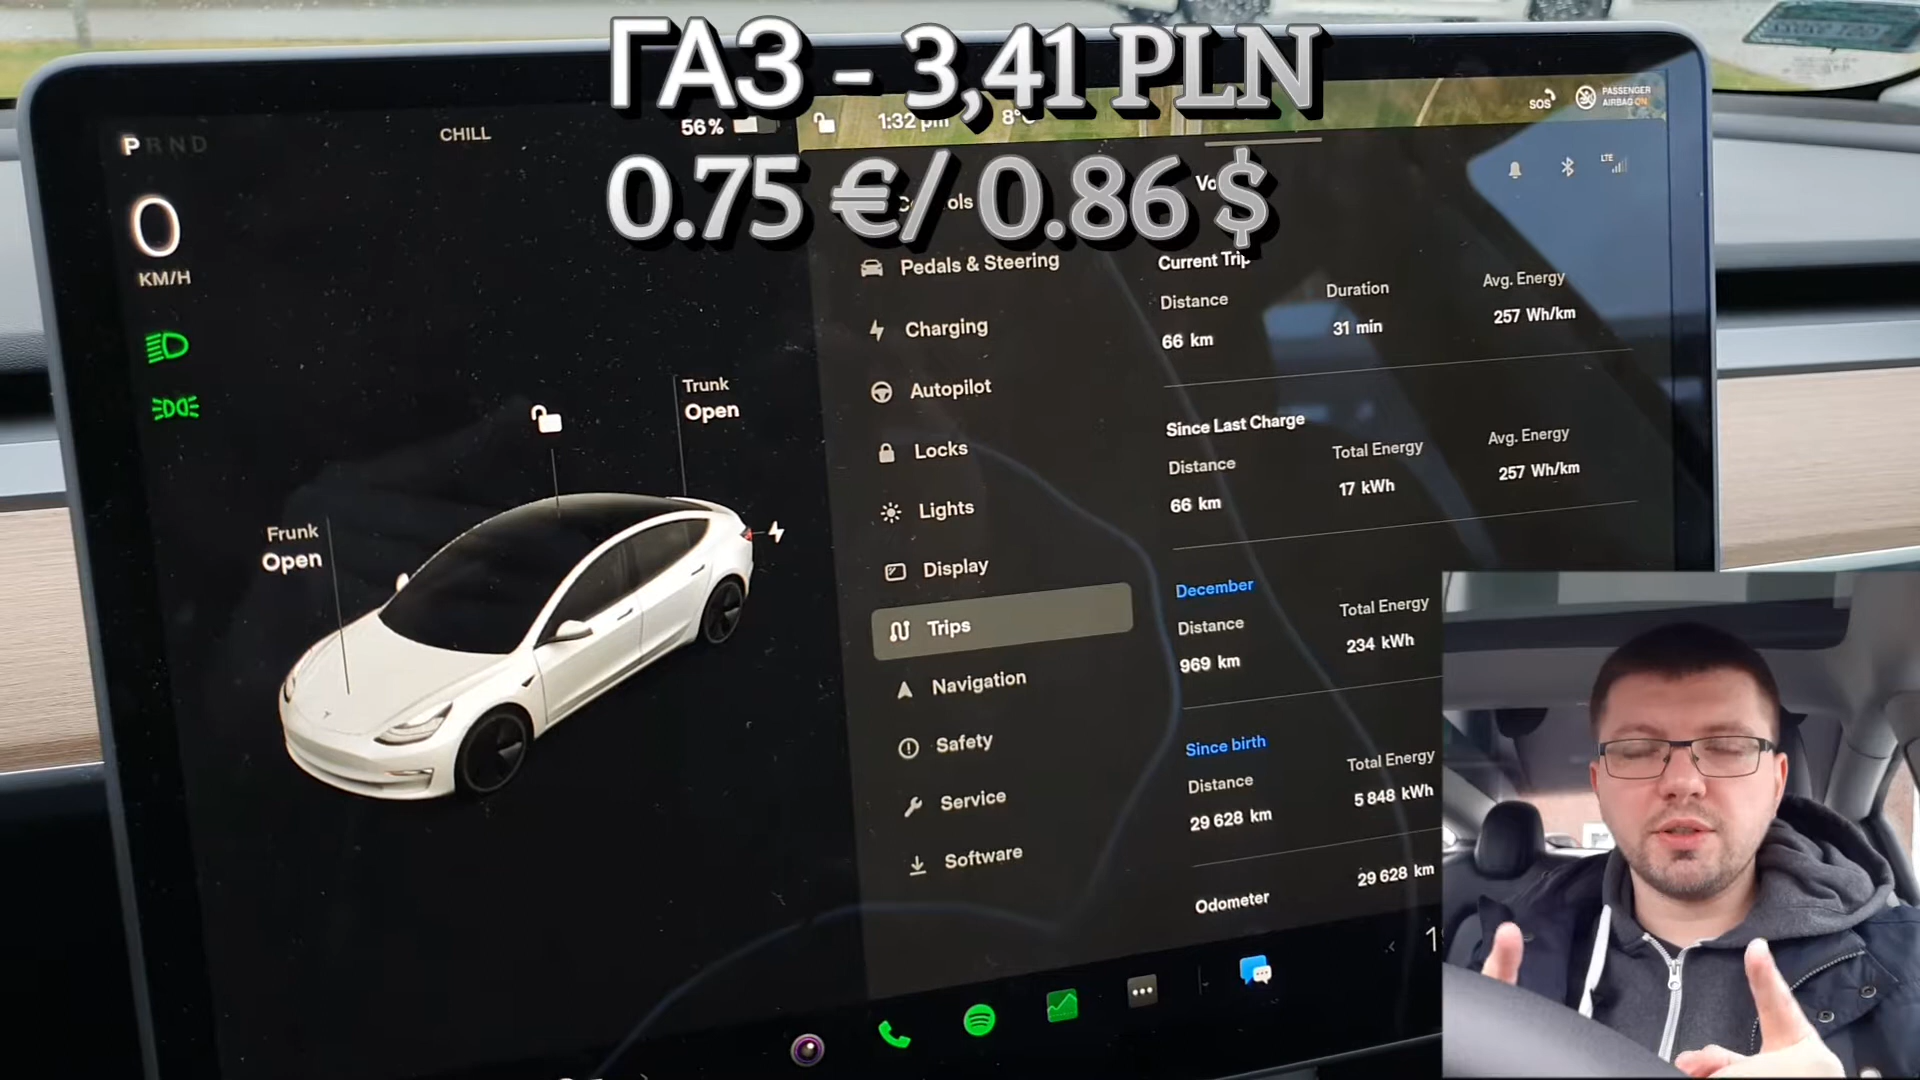 ГАЗ - 3,41 PLN
0.75 €/ 0.86 $
P R N D
CHILL
56 %
1:32 pm
8°C
SOS
PASSENGER
AIRBAG ON
LTE
0
KM/H
Trunk
Open
Frunk
Open
Pedals & Steering
Charging
Autopilot
Locks
Lights
Display
Trips
Navigation
Safety
Service
Software
Current Trip
Distance
Duration
Avg. Energy
66 km
31 min
257 Wh/km
Since Last Charge
Distance
Total Energy
Avg. Energy
66 km
17 kWh
257 Wh/km
December
Distance
Total Energy
969 km
234 kWh
Since birth
Distance
Total Energy
29 628 km
5 848 kWh
Odometer
29 628 km